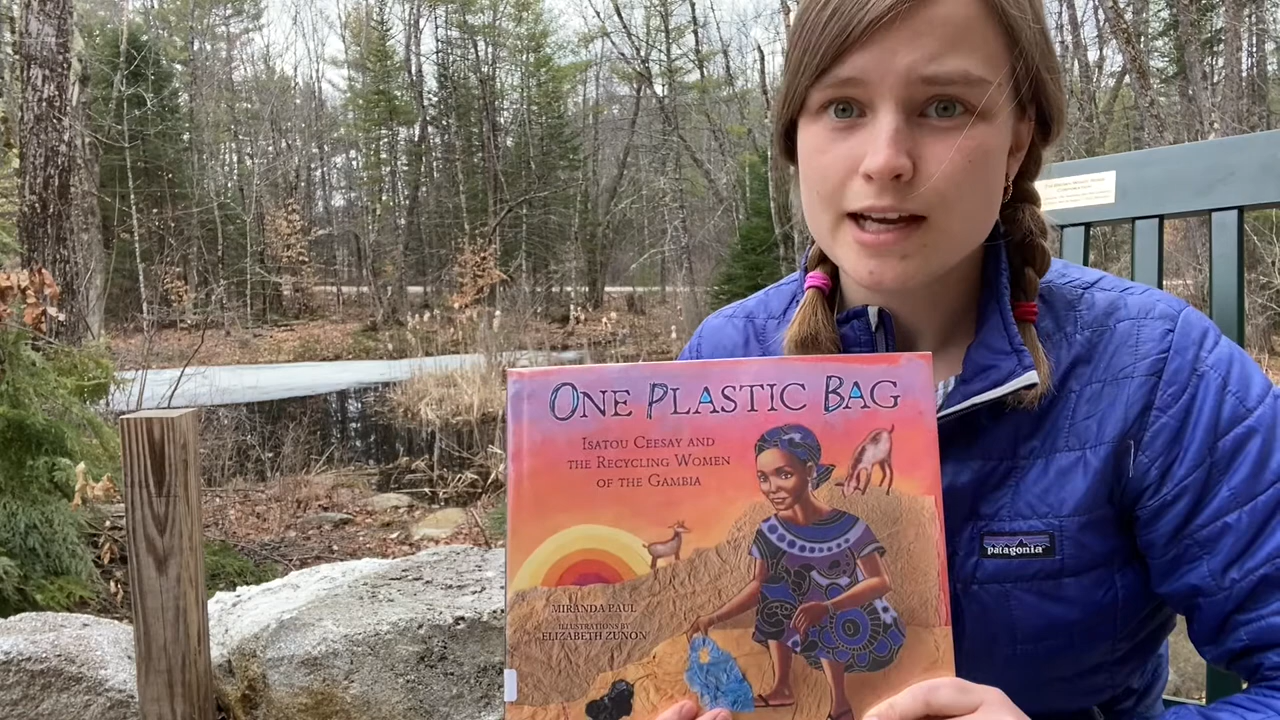 ONE PLASTIC BAG
ISATOU CEESAY AND
THE RECYCLING WOMEN
OF THE GAMBIA
MIRANDA PAUL
ILLUSTRATIONS BY
ELIZABETH ZUNON
patagonia